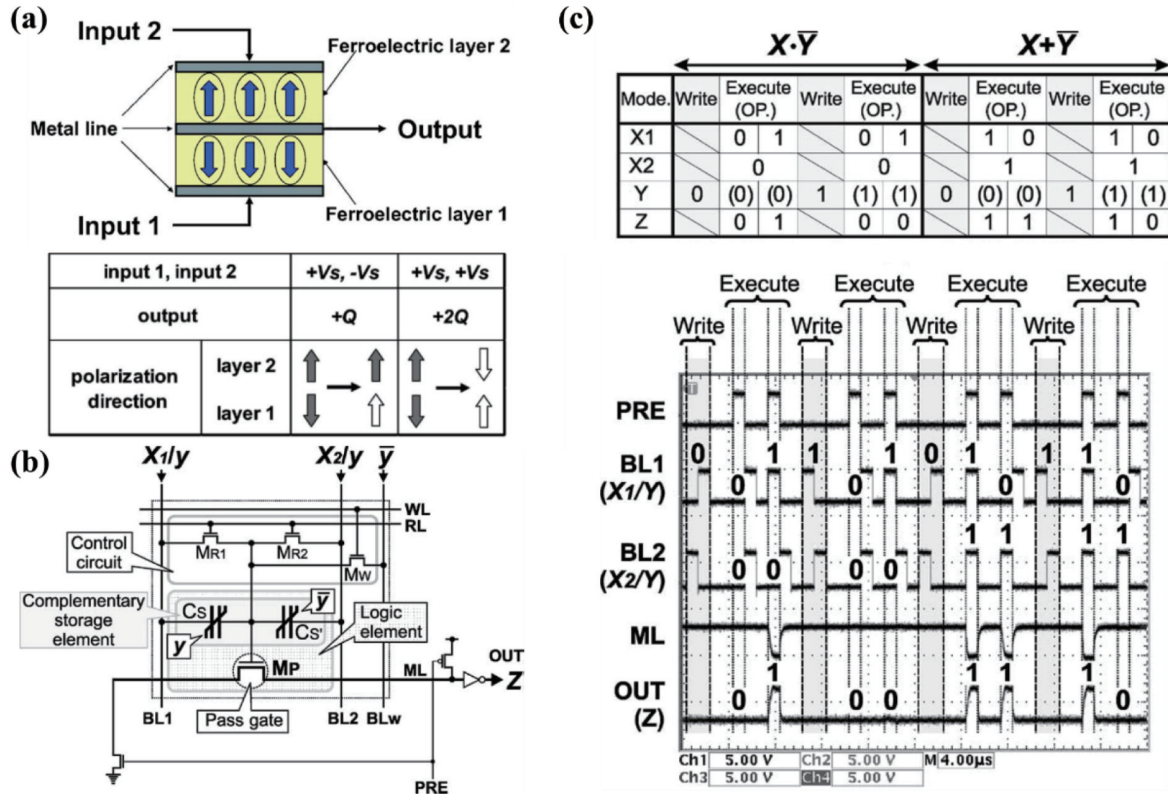 (a)
Input 2
Ferroelectric layer 2
Metal line
Output
Input 1
Ferroelectric layer 1
input 1, input 2 +Vs, -Vs +Vs, +Vs
output +Q +2Q
polarization direction
layer 2
layer 1
(b)
X1/y X2/y y̅
WL
RL
MR1 MR2
MW
Control circuit
Complementary storage element
CS y̅
y CS'
Logic element
MP
ML
OUT
Z
BL1 Pass gate BL2 BLw
PRE
(c)
X·Y̅ X+Y̅
Mode. Write Execute (OP.) Write Execute (OP.) Write Execute (OP.) Write Execute (OP.)
X1 0 1 0 1 1 0 1 0
X2 0 0 1 1
Y 0 (0) (0) 1 (1) (1) 0 (0) (0) 1 (1) (1)
Z 0 1 0 0 1 1 1 0
Execute Execute Execute Execute
Write Write Write Write
PRE
BL1 (X1/Y) 0 0 1 1 0 1 0 1 0 1 1 0
BL2 (X2/Y) 0 0 0 0 1 1 1 1
ML
OUT (Z) 0 1 0 0 1 1 1 0
Ch1 5.00 V Ch2 5.00 V M 4.00µs
Ch3 5.00 V Ch4 5.00 V